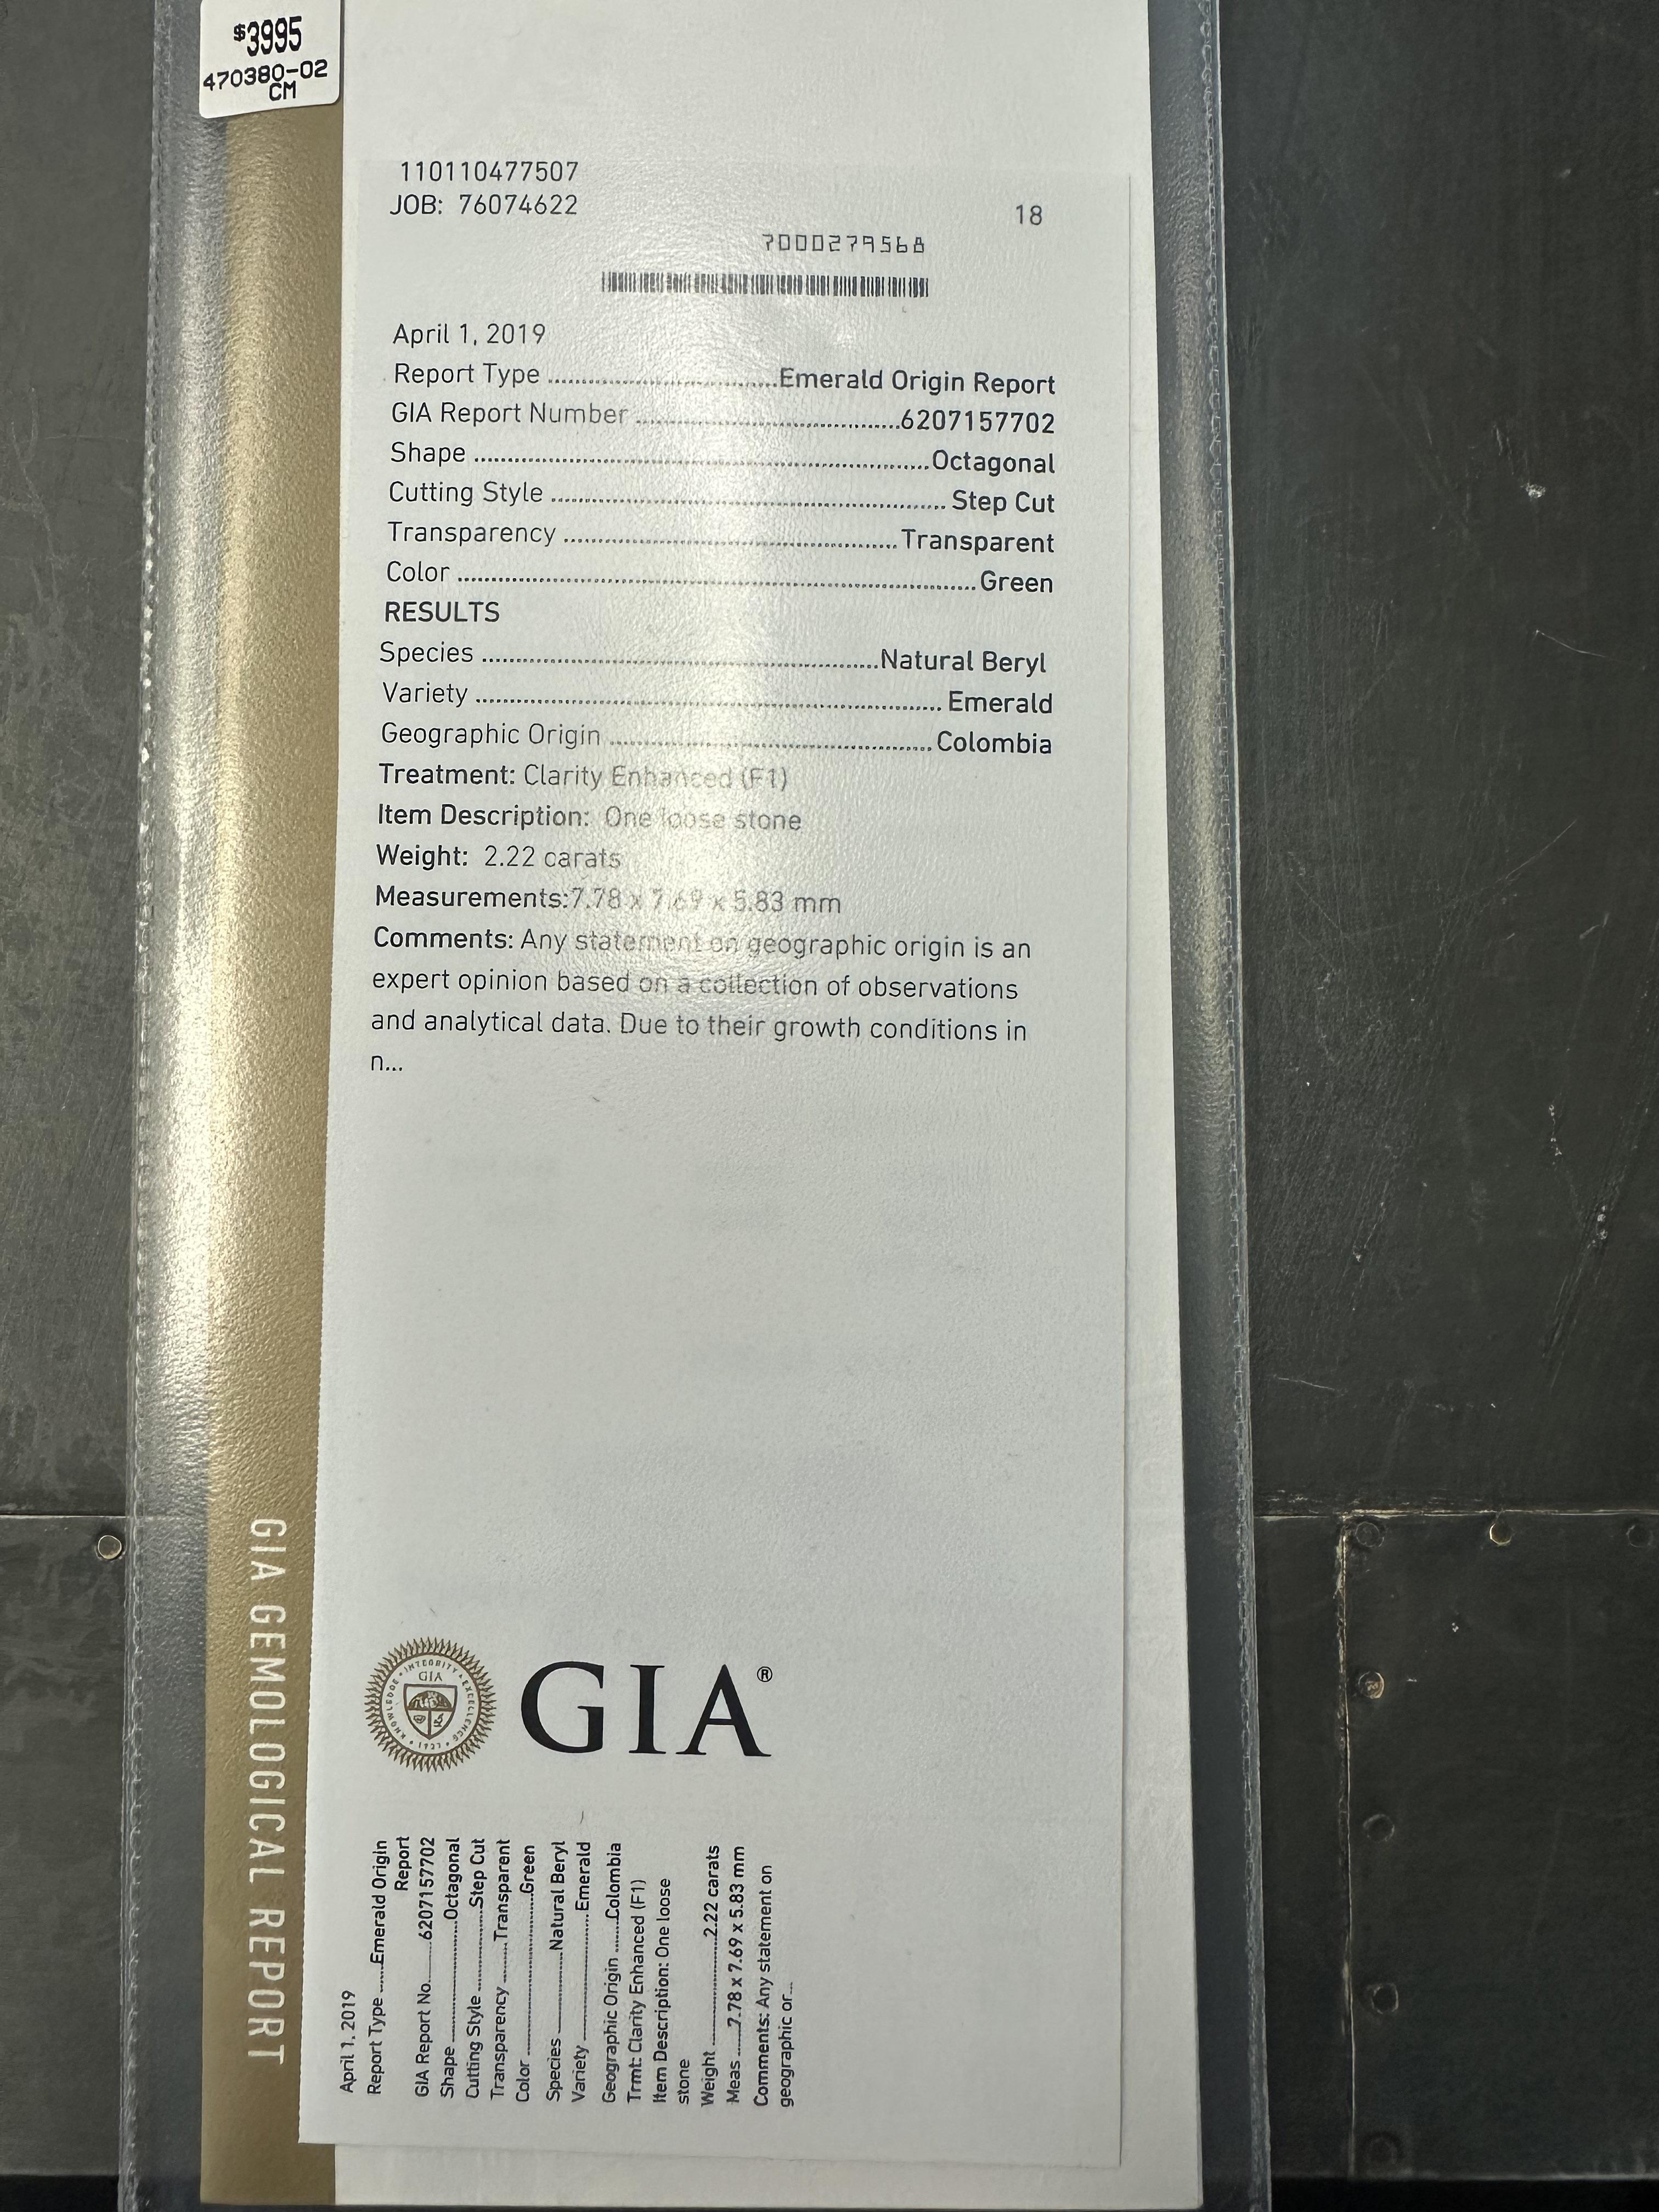 $3995
470380-02
CM
110110477507
JOB: 76074622
18
7000279568
April 1, 2019
Report Type ........................................Emerald Origin Report
GIA Report Number ........................................6207157702
Shape ........................................Octagonal
Cutting Style ........................................Step Cut
Transparency ........................................Transparent
Color ........................................Green
RESULTS
Species ........................................Natural Beryl
Variety ........................................Emerald
Geographic Origin ........................................Colombia
Treatment: Clarity Enhanced (F1)
Item Description: One loose stone
Weight: 2.22 carats
Measurements:7.78 x 7.69 x 5.83 mm
Comments: Any statement on geographic origin is an
expert opinion based on a collection of observations
and analytical data. Due to their growth conditions in
n...
GIA GEMOLOGICAL REPORT
KNOWLEDGE • INTEGRITY • EXCELLENCE
GIA
• 1931 •
GIA®
April 1, 2019
Report Type ......Emerald Origin
Report
GIA Report No..........6207157702
Shape ....................Octagonal
Cutting Style ....................Step Cut
Transparency ..........Transparent
Color ....................Green
Species ....................Natural Beryl
Variety ....................Emerald
Geographic Origin ......Colombia
Trmt: Clarity Enhanced (F1)
Item Description: One loose
stone
Weight ....................2.22 carats
Meas ......7.78 x 7.69 x 5.83 mm
Comments: Any statement on
geographic or...